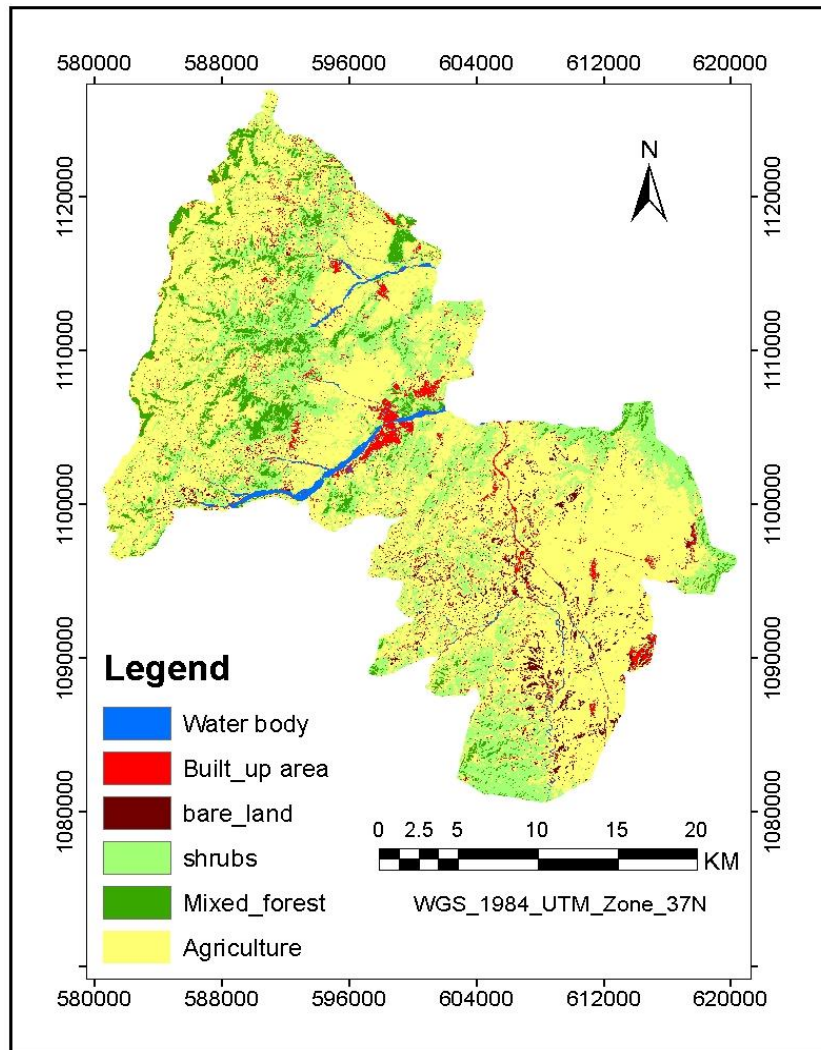 580000 588000 596000 604000 612000 620000
N
1120000 1120000
1110000 1110000
1100000 1100000
1090000 1090000
1080000 1080000
Legend
Water body
Built_up area
bare_land
shrubs
Mixed_forest
Agriculture
0 2.5 5 10 15 20
KM
WGS_1984_UTM_Zone_37N
580000 588000 596000 604000 612000 620000